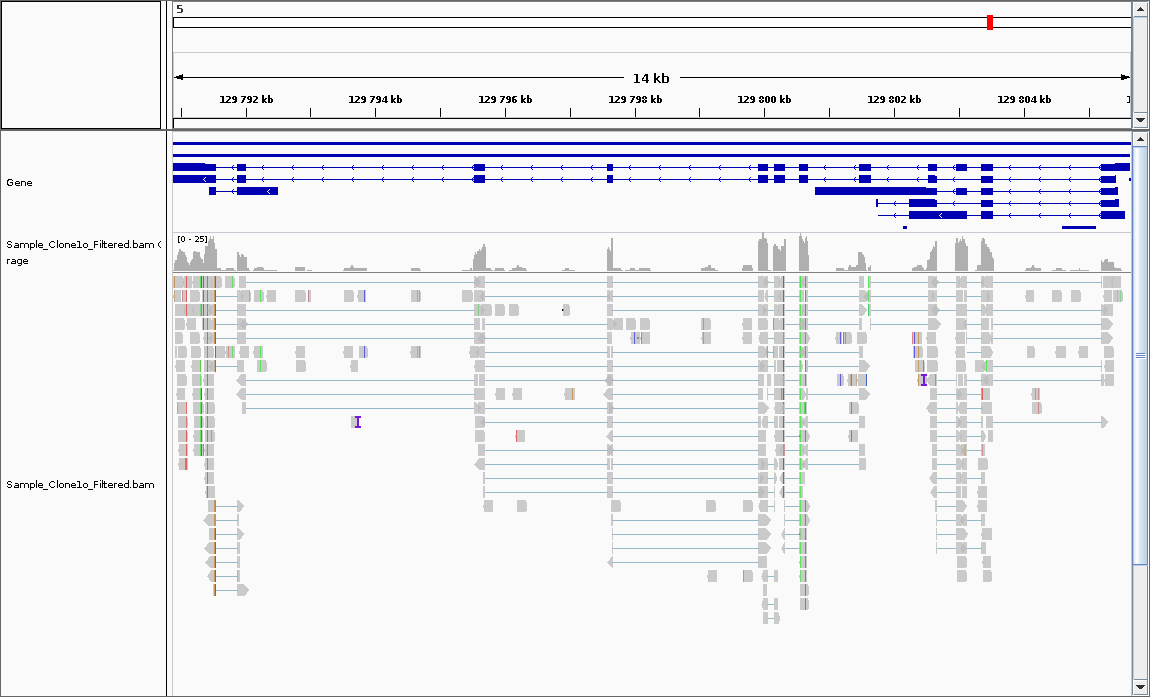 5
14 kb
129 792 kb 129 794 kb 129 796 kb 129 798 kb 129 800 kb 129 802 kb 129 804 kb 1
Gene
[0 - 25]
Sample_Clone1o_Filtered.bam C
rage
Sample_Clone1o_Filtered.bam